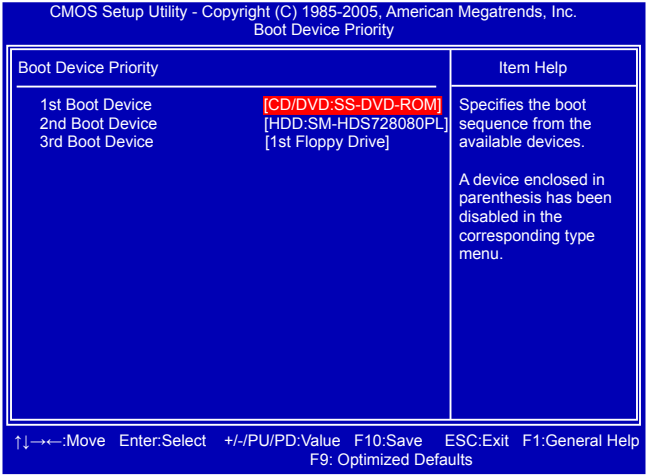 CMOS Setup Utility - Copyright (C) 1985-2005, American Megatrends, Inc.
Boot Device Priority
Boot Device Priority
1st Boot Device [CD/DVD:SS-DVD-ROM]
2nd Boot Device [HDD:SM-HDS728080PL]
3rd Boot Device [1st Floppy Drive]
Item Help
Specifies the boot
sequence from the
available devices.
A device enclosed in
parenthesis has been
disabled in the
corresponding type
menu.
↑↓→←:Move Enter:Select +/-/PU/PD:Value F10:Save ESC:Exit F1:General Help
F9: Optimized Defaults